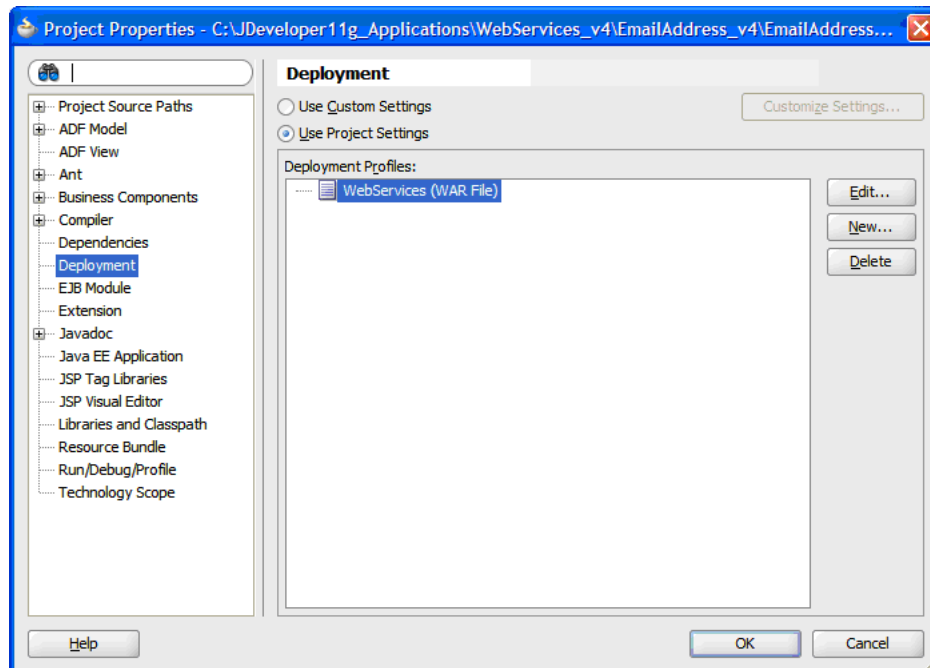 Project Properties - C:\JDeveloper11g_Applications\WebServices_v4\EmailAddress_v4\EmailAddress...
Deployment
Use Custom Settings
Customize Settings...
Use Project Settings
Project Source Paths
ADF Model
ADF View
Ant
Business Components
Compiler
Dependencies
Deployment
EJB Module
Extension
Javadoc
Java EE Application
JSP Tag Libraries
JSP Visual Editor
Libraries and Classpath
Resource Bundle
Run/Debug/Profile
Technology Scope
Deployment Profiles:
WebServices (WAR File)
Edit...
New...
Delete
Help
OK
Cancel